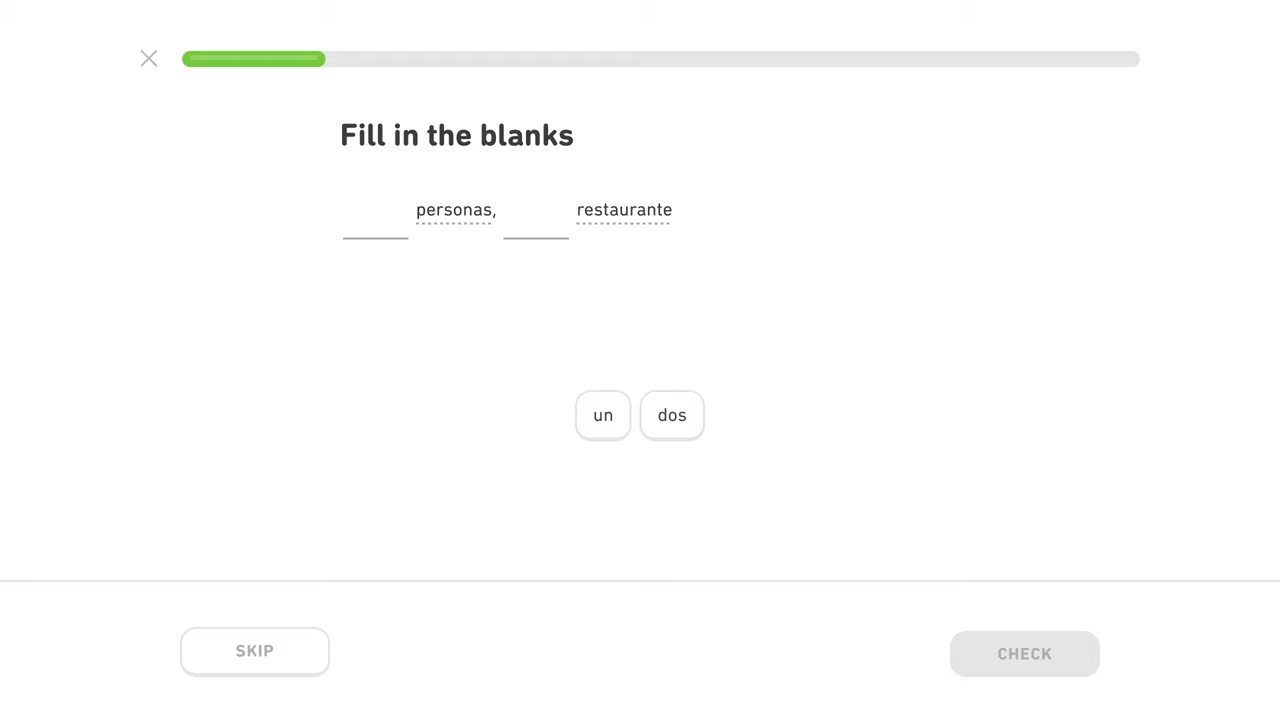 Fill in the blanks
personas, restaurante
un dos
SKIP CHECK